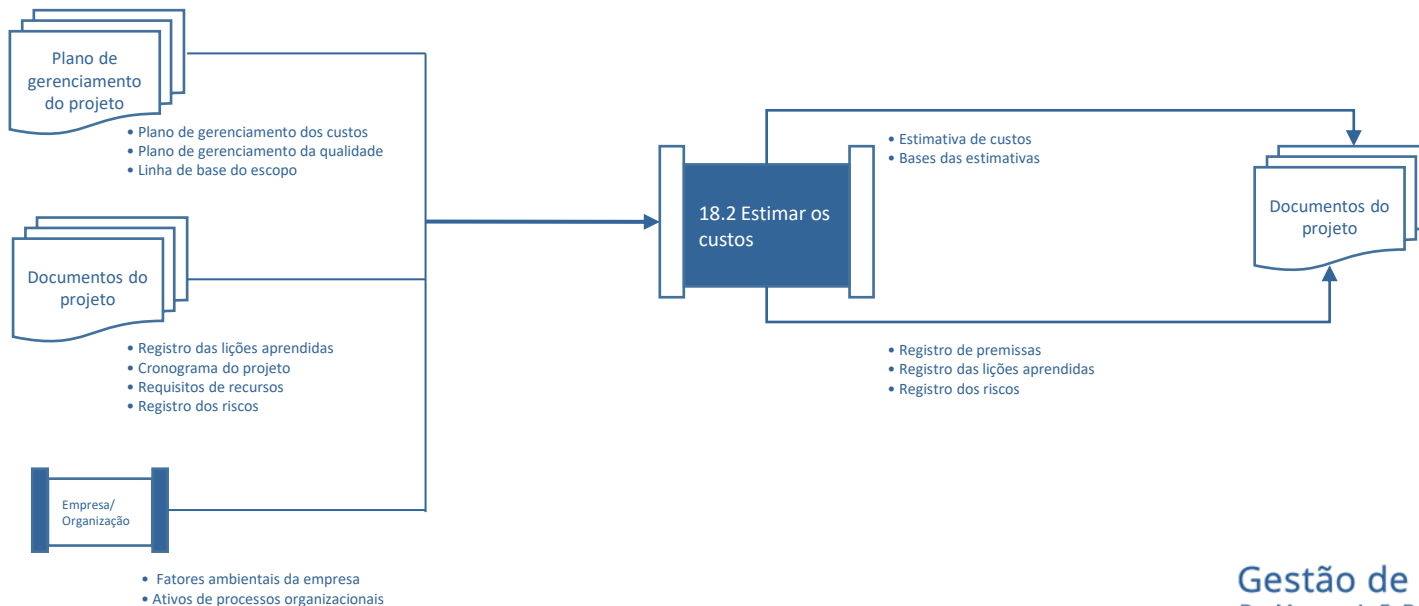 Plano de
gerenciamento
do projeto
• Plano de gerenciamento dos custos
• Plano de gerenciamento da qualidade
• Linha de base do escopo
Documentos do
projeto
• Registro das lições aprendidas
• Cronograma do projeto
• Requisitos de recursos
• Registro dos riscos
Empresa/
Organização
• Fatores ambientais da empresa
• Ativos de processos organizacionais
18.2 Estimar os
custos
• Estimativa de custos
• Bases das estimativas
• Registro de premissas
• Registro das lições aprendidas
• Registro dos riscos
Documentos do
projeto
Gestão de